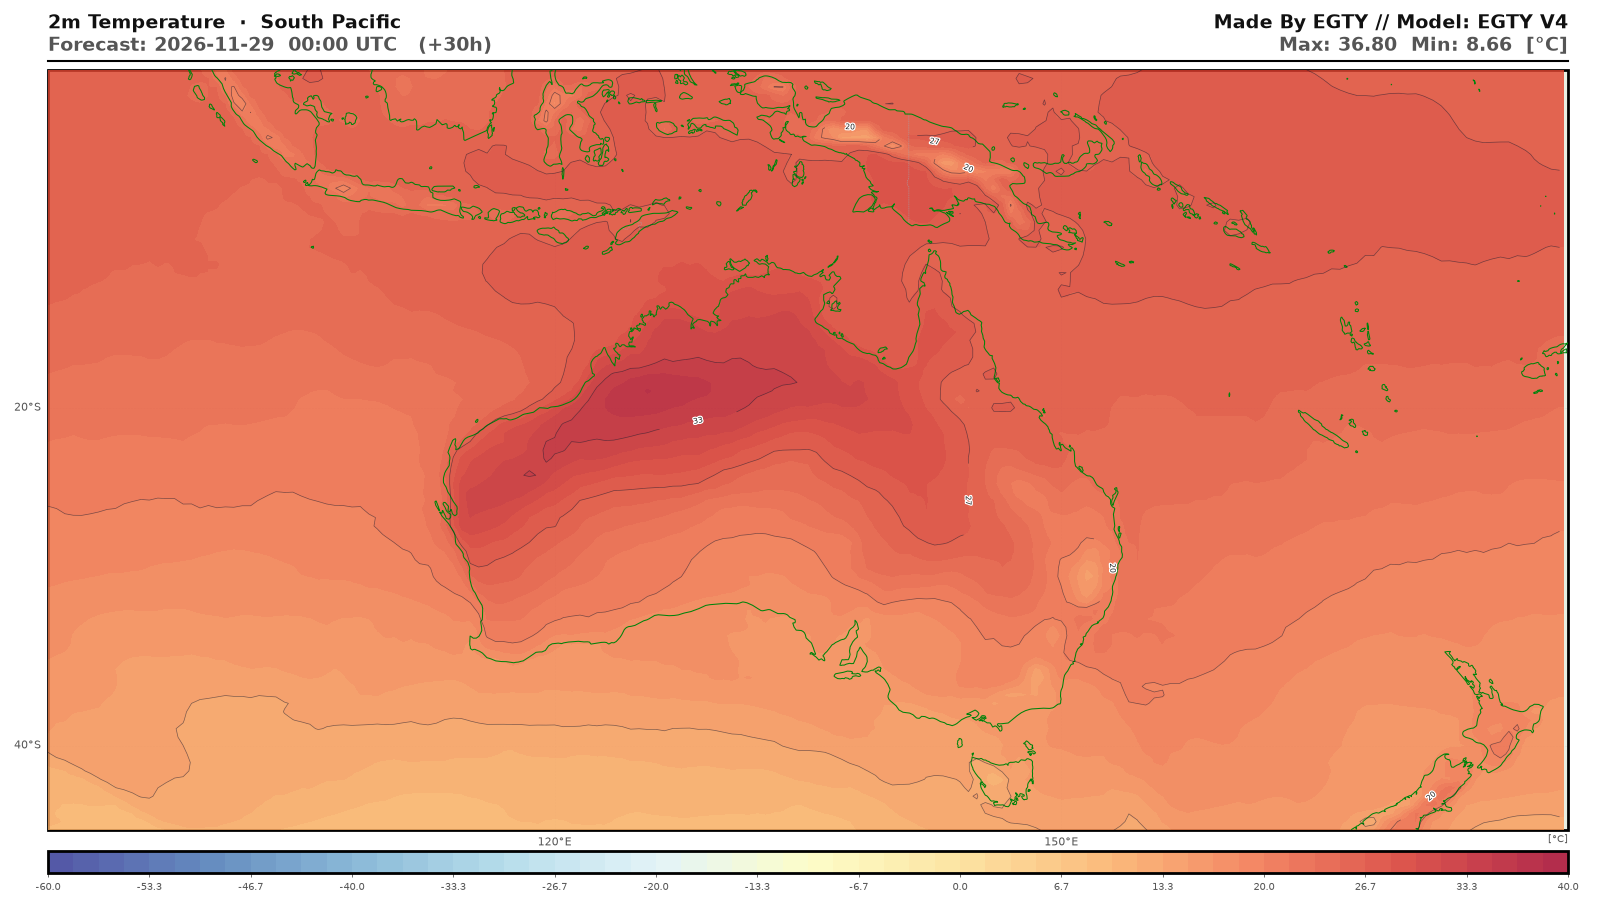 2m Temperature · South Pacific
Made By EGTY // Model: EGTY V4
Forecast: 2026-11-29 00:00 UTC (+30h)
Max: 36.80 Min: 8.66 [°C]
20
27
20
20°S
33
27
20
40°S
20
120°E
150°E
[°C]
-60.0 -53.3 -46.7 -40.0 -33.3 -26.7 -20.0 -13.3 -6.7 0.0 6.7 13.3 20.0 26.7 33.3 40.0